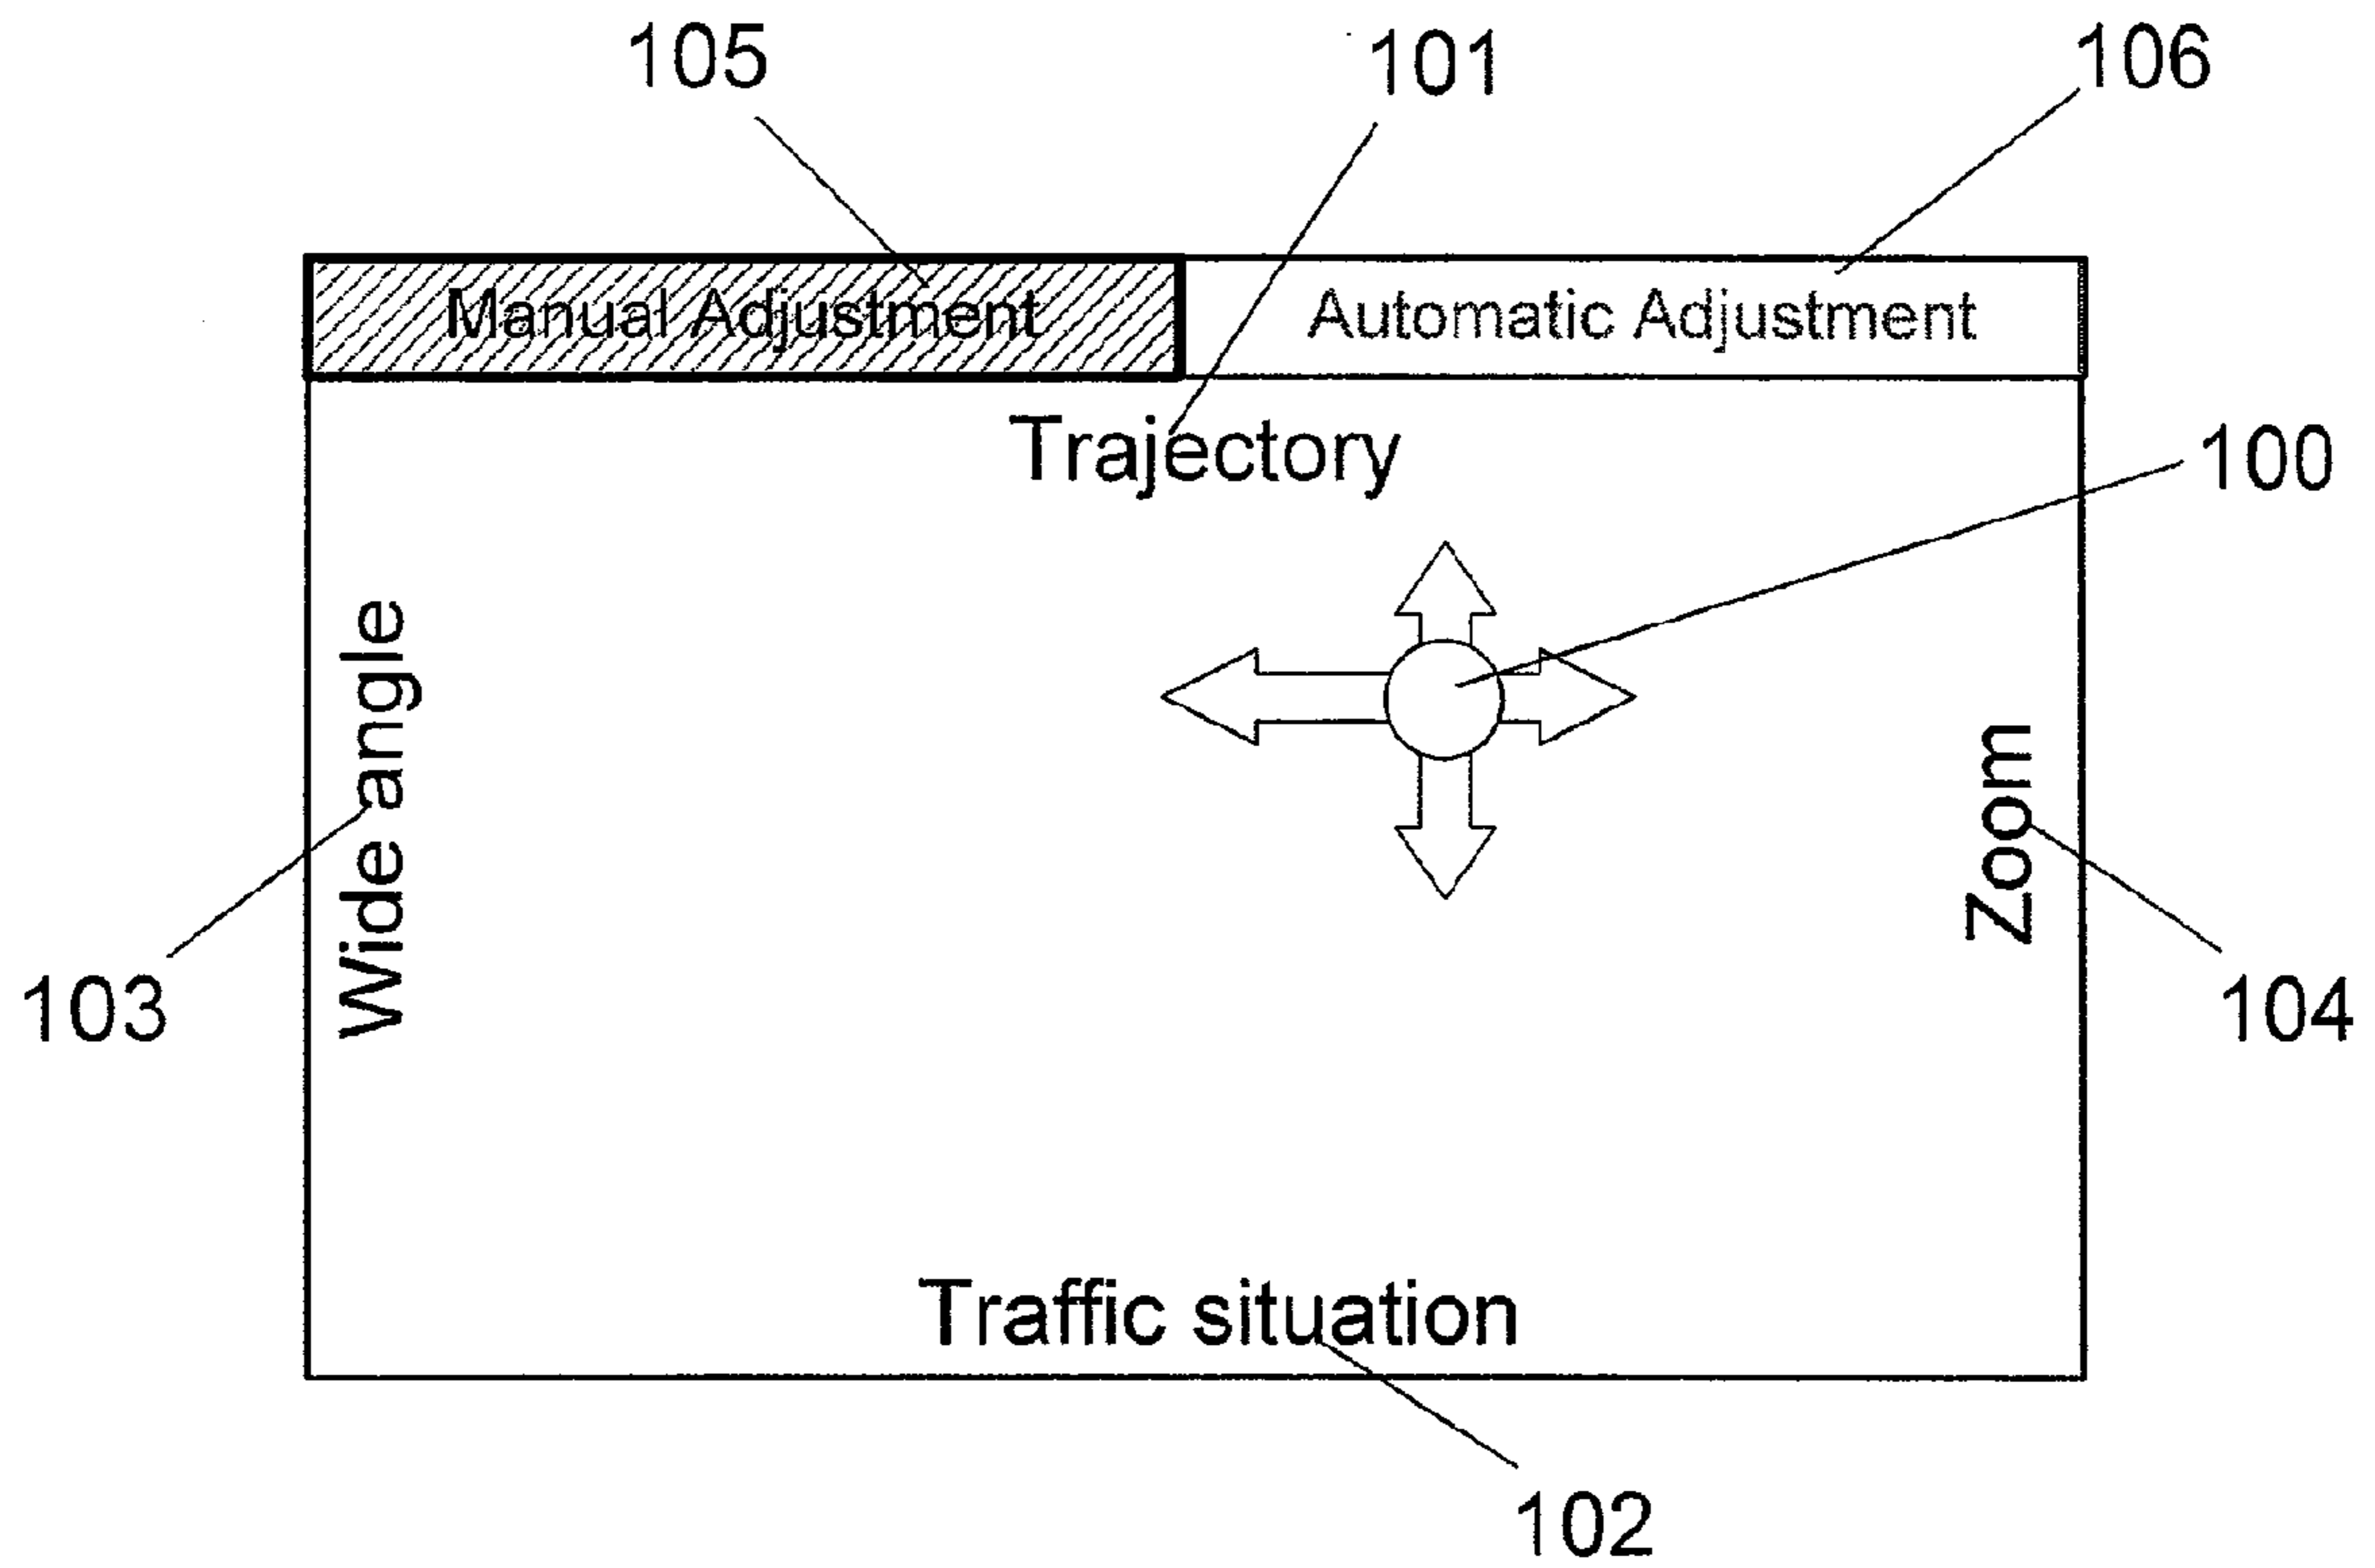 105
101
106
Manual Adjustment
Automatic Adjustment
Trajectory
100
Wide angle
Zoom
103
104
Traffic situation
102